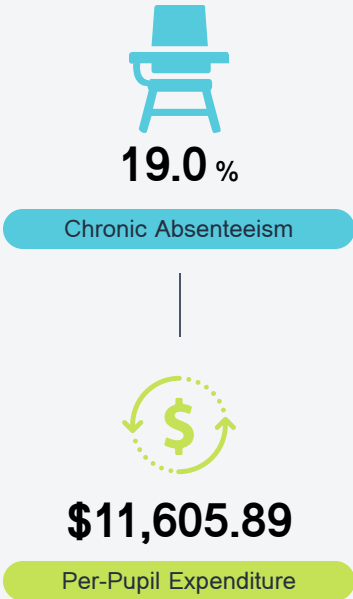 19.0 %
Chronic Absenteeism
$
$11,605.89
Per-Pupil Expenditure